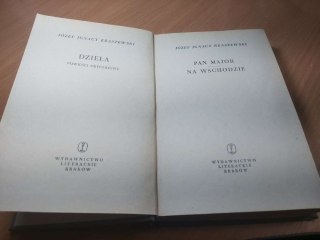 JÓZEF IGNACY KRASZEWSKI
DZIEŁA
WYDAWNICTWO
LITERACKIE
KRAKÓW
JÓZEF IGNACY KRASZEWSKI
PAN MAJOR
NA WSCHODZIE
WYDAWNICTWO
LITERACKIE
KRAKÓW